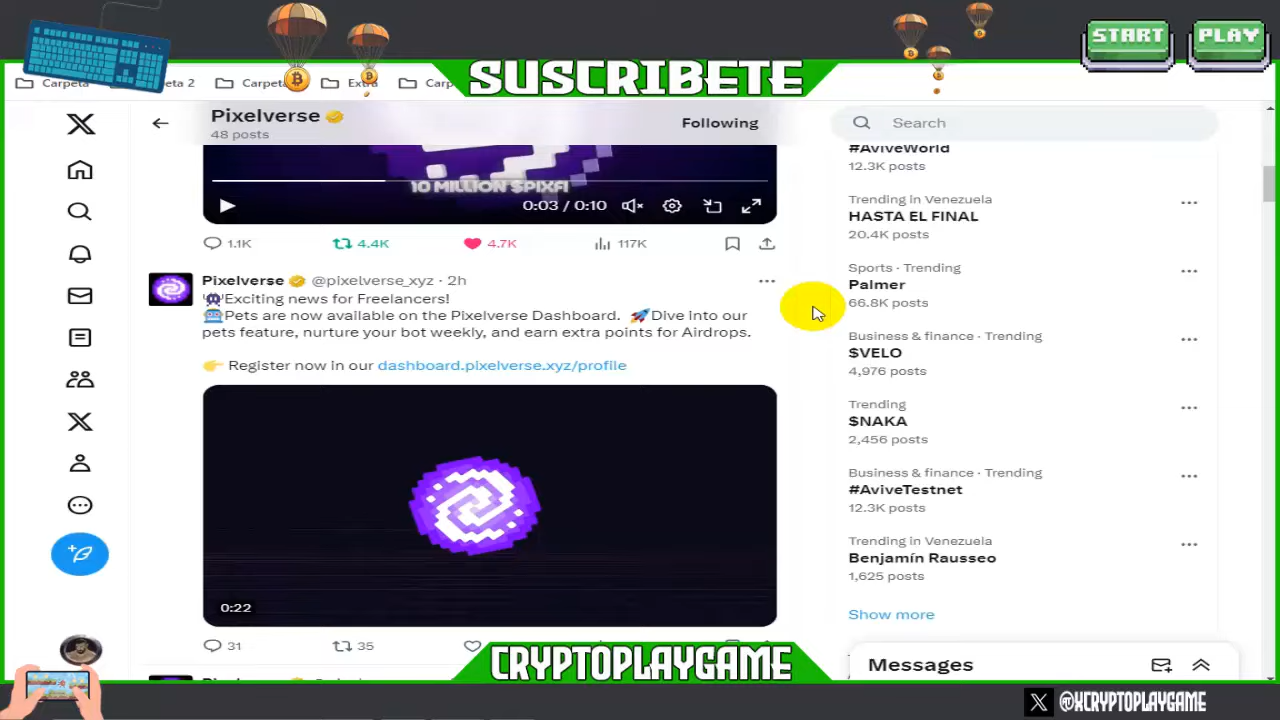 START
PLAY
SUSCRIBETE
Carpeta
2
Carpeta
Extra
Carp
Pixelverse
48 posts
Following
Search
10 MILLION $PIXFI
0:03 / 0:10
1.1K
4.4K
4.7K
117K
Pixelverse @pixelverse_xyz · 2h
Exciting news for Freelancers!
Pets are now available on the Pixelverse Dashboard. Dive into our
pets feature, nurture your bot weekly, and earn extra points for Airdrops.
Register now in our dashboard.pixelverse.xyz/profile
0:22
31
35
#AviveWorld
12.3K posts
Trending in Venezuela
HASTA EL FINAL
20.4K posts
Sports · Trending
Palmer
66.8K posts
Business & finance · Trending
$VELO
4,976 posts
Trending
$NAKA
2,456 posts
Business & finance · Trending
#AviveTestnet
12.3K posts
Trending in Venezuela
Benjamín Rausseo
1,625 posts
Show more
Messages
CRYPTOPLAYGAME
@XCRYPTOPLAYGAME